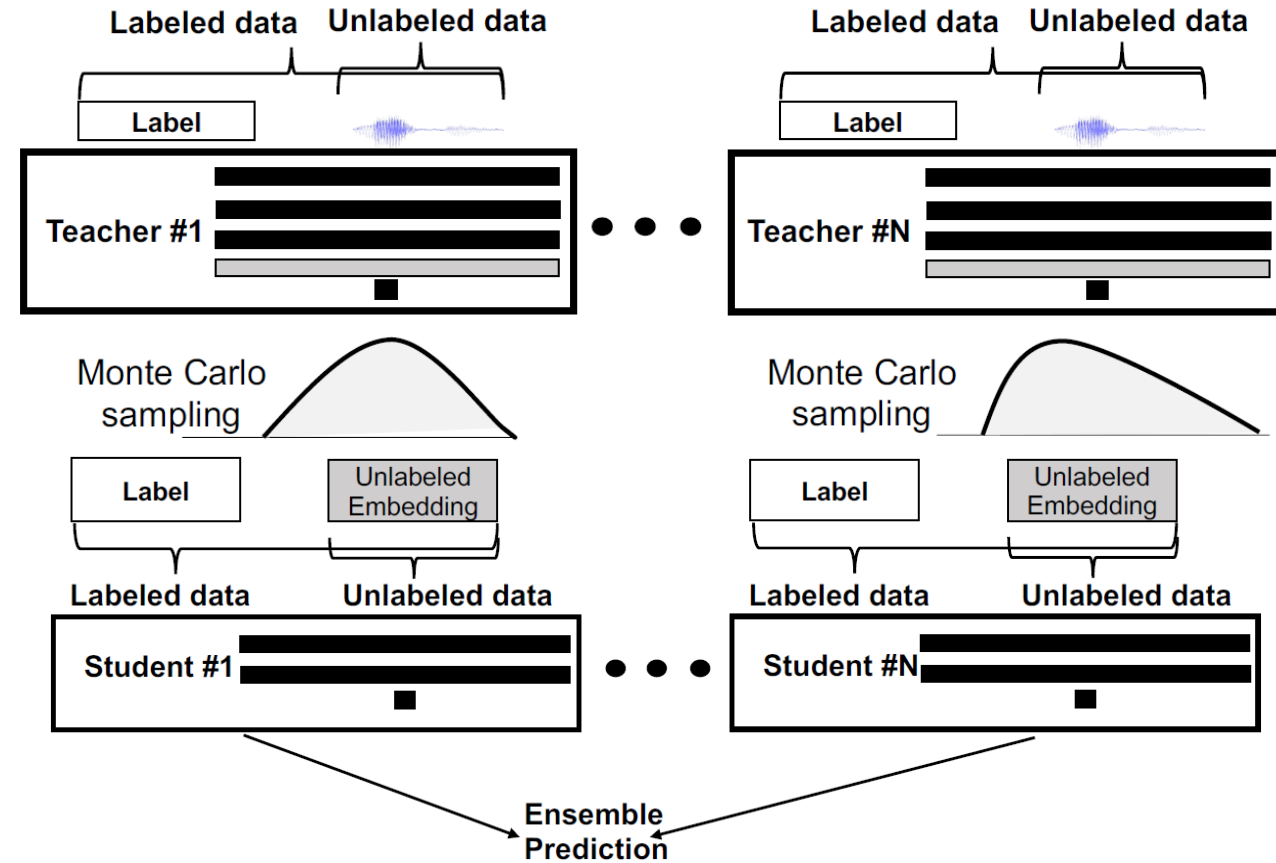 Labeled data Unlabeled data
Labeled data Unlabeled data
Label
Label
Teacher #1
Teacher #N
Monte Carlo
sampling
Monte Carlo
sampling
Label
Unlabeled
Embedding
Label
Unlabeled
Embedding
Labeled data Unlabeled data
Labeled data Unlabeled data
Student #1
Student #N
Ensemble
Prediction